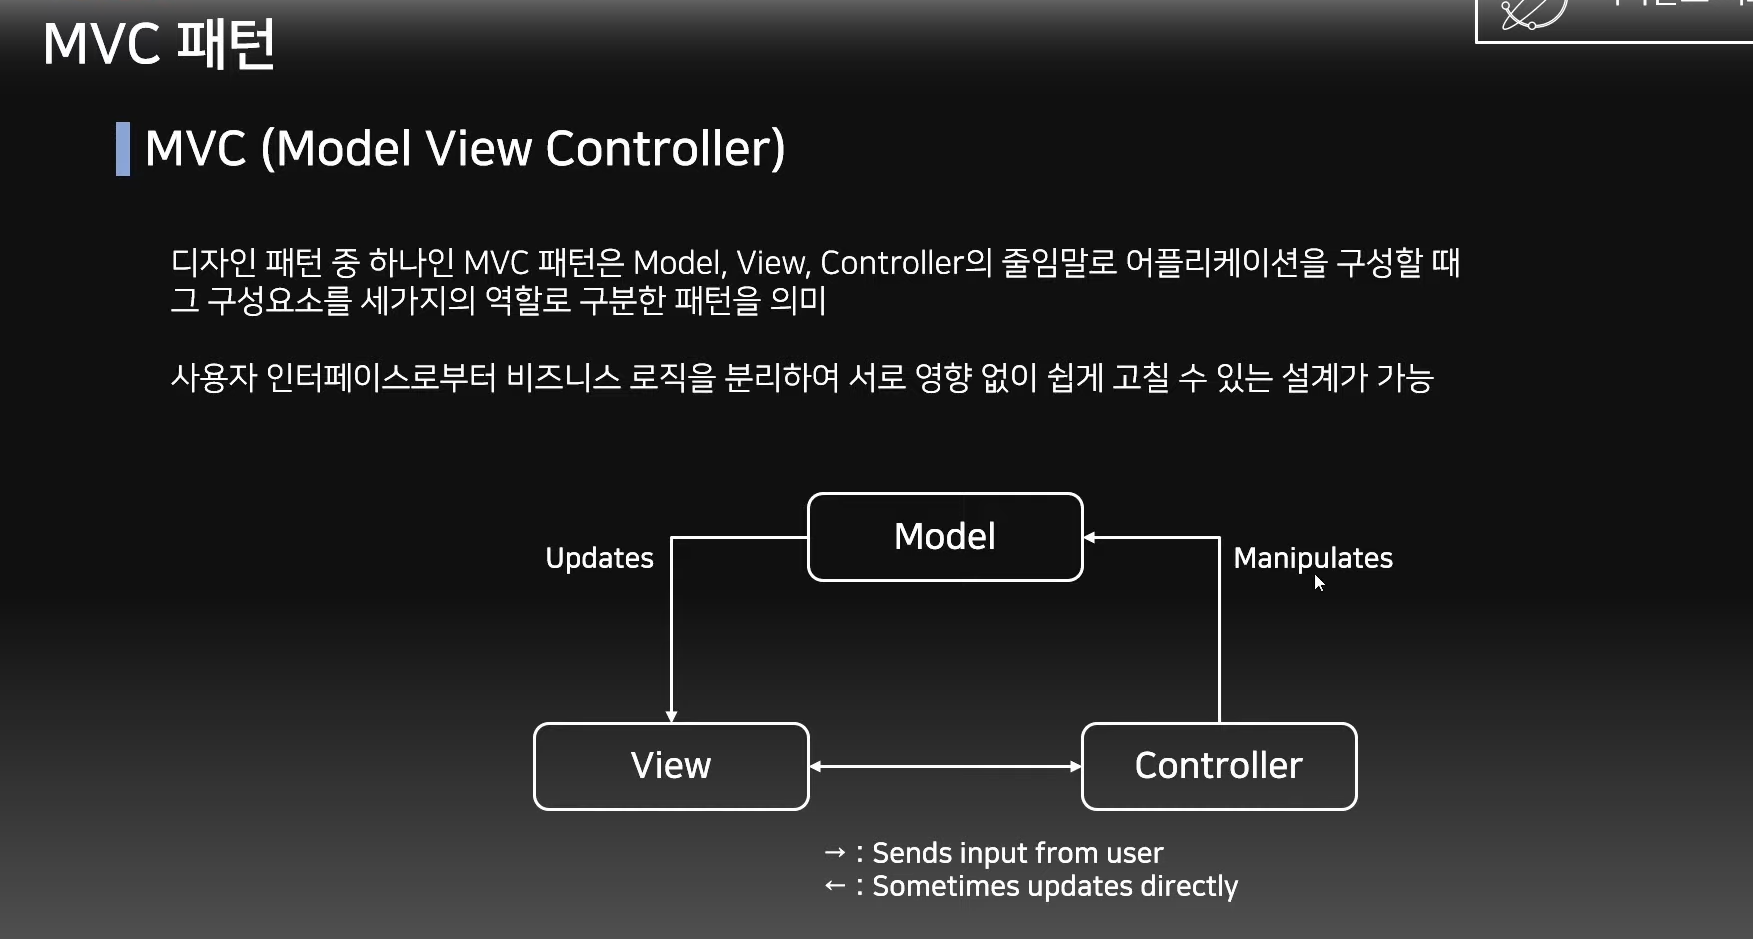 MVC 패턴
MVC (Model View Controller)
디자인 패턴 중 하나인 MVC 패턴은 Model, View, Controller의 줄임말로 어플리케이션을 구성할 때
그 구성요소를 세가지의 역할로 구분한 패턴을 의미
사용자 인터페이스로부터 비즈니스 로직을 분리하여 서로 영향 없이 쉽게 고칠 수 있는 설계가 가능
Model
Updates
Manipulates
View
Controller
→ : Sends input from user
← : Sometimes updates directly